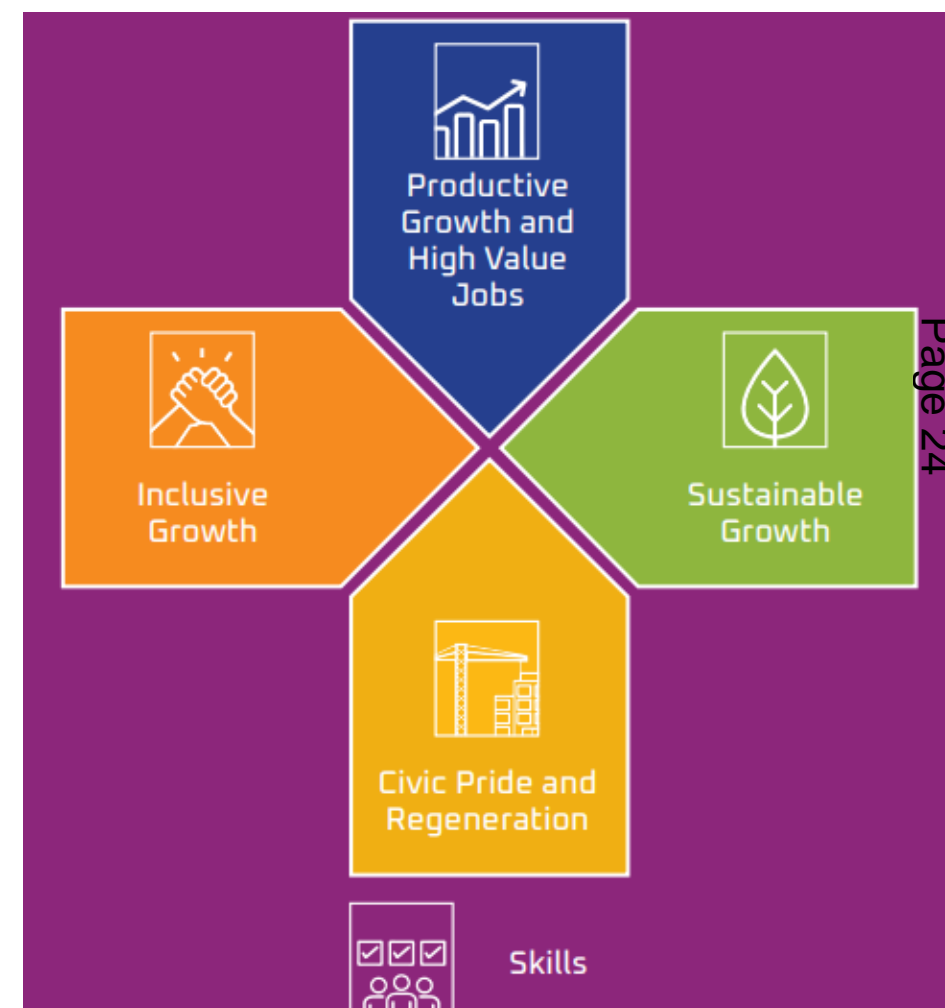 Productive
Growth and
High Value
Jobs
Inclusive
Growth
Sustainable
Growth
Page 24
Civic Pride and
Regeneration
Skills